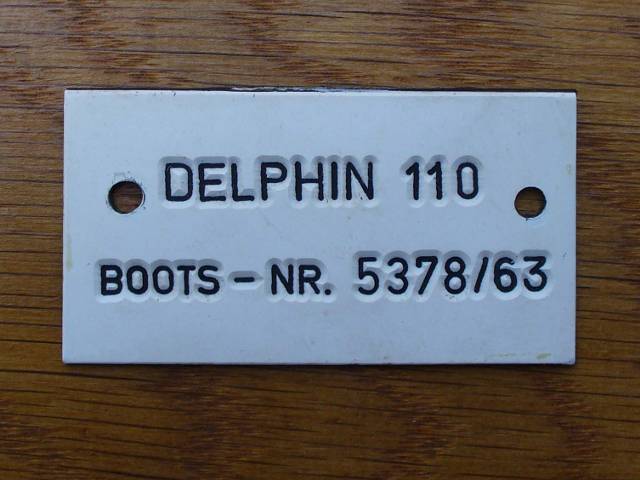 DELPHIN 110
BOOTS - NR. 5378/63